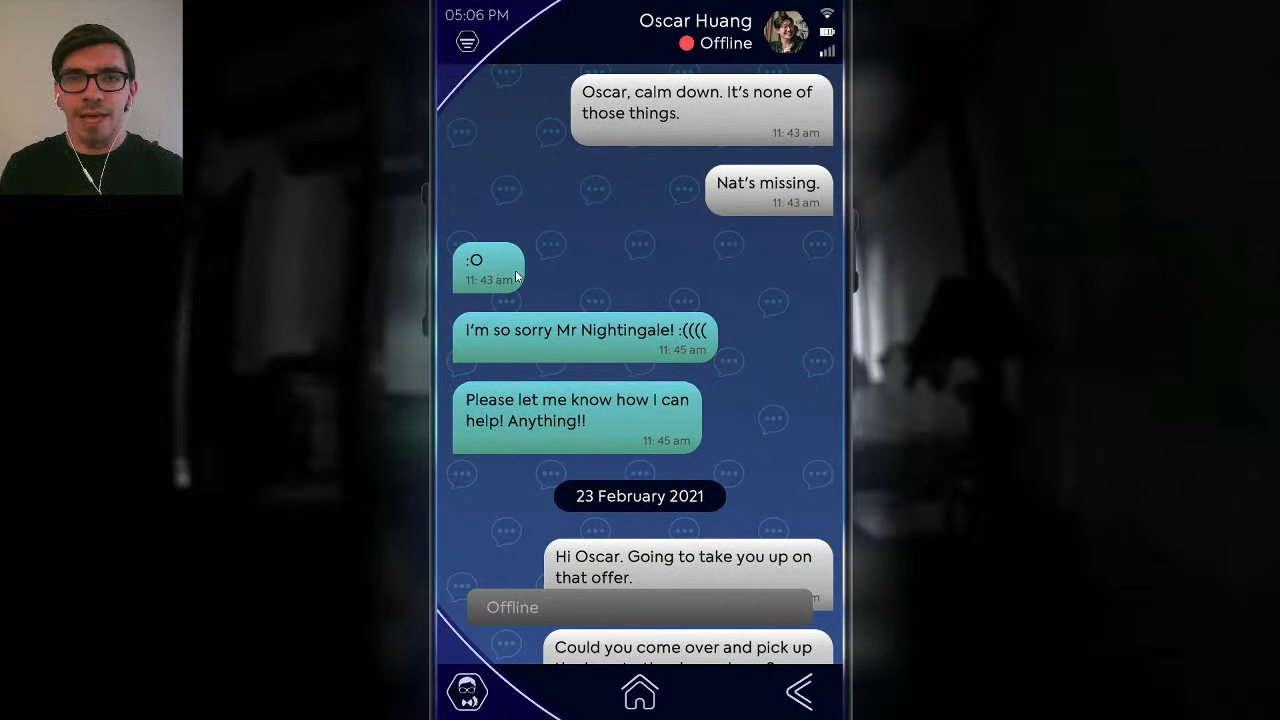 05:06 PM
Oscar Huang
Offline
Oscar, calm down. It's none of
those things.
11: 43 am
Nat's missing.
11: 43 am
:O
11: 43 am
I'm so sorry Mr Nightingale! :((((
11: 45 am
Please let me know how I can
help! Anything!!
11: 45 am
23 February 2021
Hi Oscar. Going to take you up on
that offer.
Offline
Could you come over and pick up